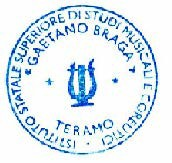 ISTITUTO STATALE SUPERIORE DI STUDI MUSICALI E COREUTICI
"GAETANO BRAGA"
TERAMO